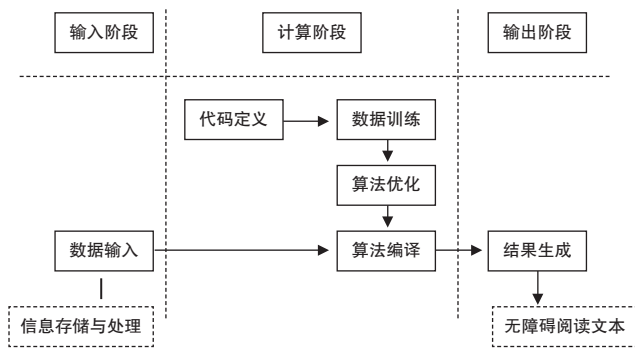 输入阶段
计算阶段
输出阶段
代码定义
数据训练
算法优化
数据输入
算法编译
结果生成
信息存储与处理
无障碍阅读文本